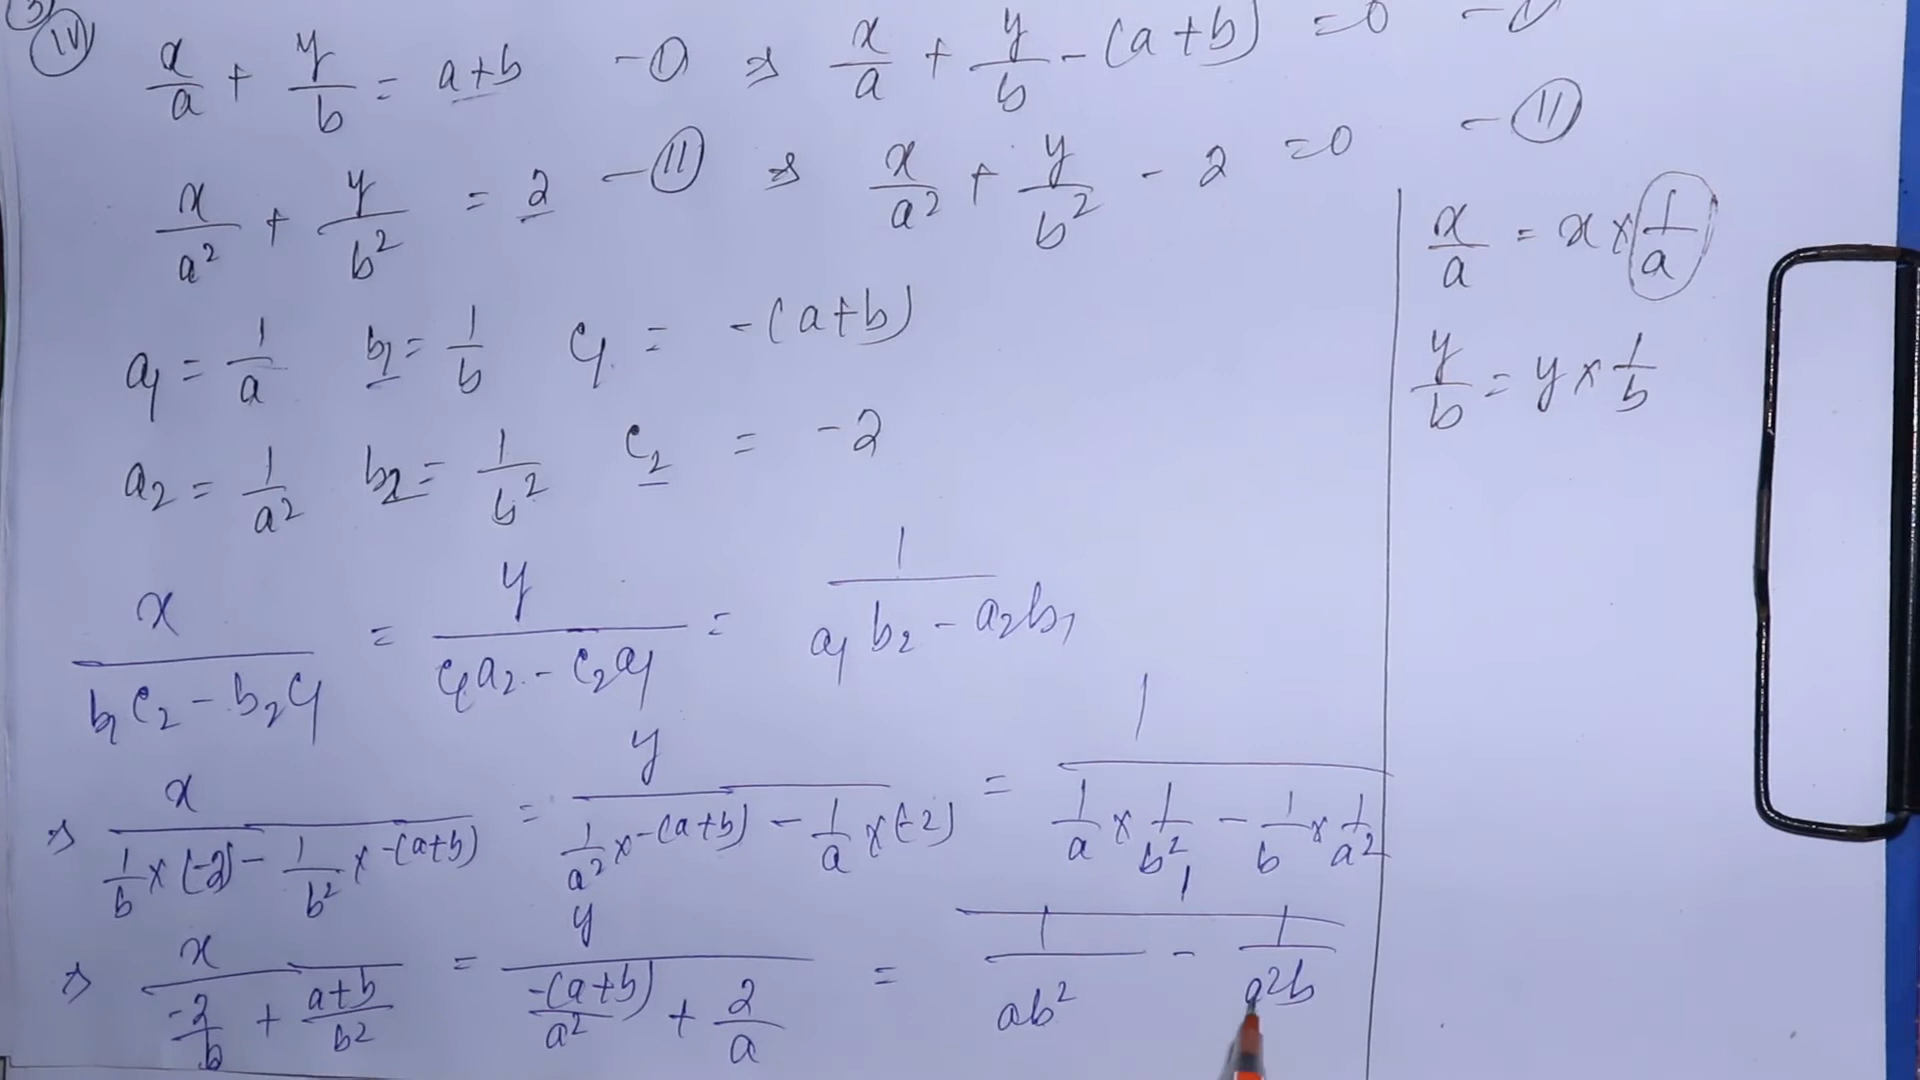 (3)
(iv) x/a + y/b = a+b -(i) ⇒ x/a + y/b - (a+b) = 0 -(i)
x/a² + y/b² = 2 -(ii) ⇒ x/a² + y/b² - 2 = 0 -(ii)
x/a = x × 1/a
y/b = y × 1/b
a₁ = 1/a b₁ = 1/b c₁ = -(a+b)
a₂ = 1/a² b₂ = 1/b² c₂ = -2
x/(b₁c₂ - b₂c₁) = y/(c₁a₂ - c₂a₁) = 1/(a₁b₂ - a₂b₁)
⇒ x/(1/b × (-2) - 1/b² × -(a+b)) = y/(1/a² × -(a+b) - 1/a × (-2)) = 1/(1/a × 1/b² - 1/b × 1/a²)
⇒ x/(-2/b + (a+b)/b²) = y/(-(a+b)/a² + 2/a) = 1/(1/ab² - 1/a²b)